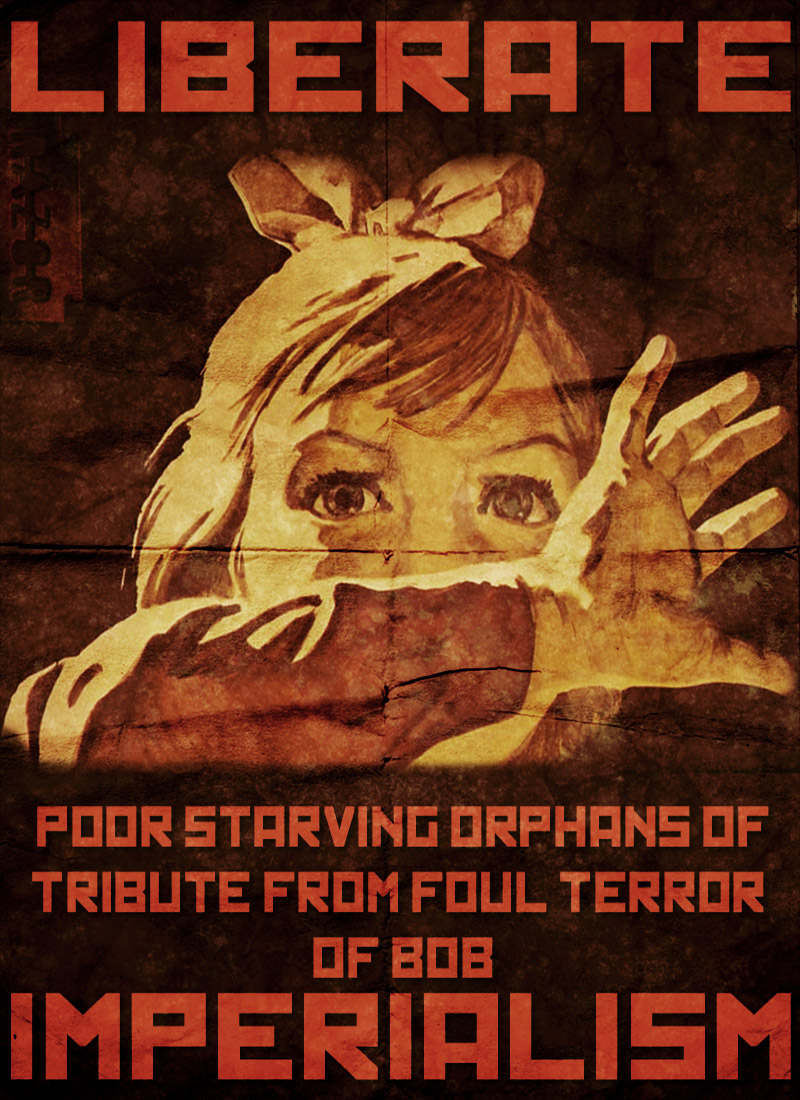 LIBERATE
POOR STARVING ORPHANS OF
TRIBUTE FROM FOUL TERROR
OF BOB
IMPERIALISM